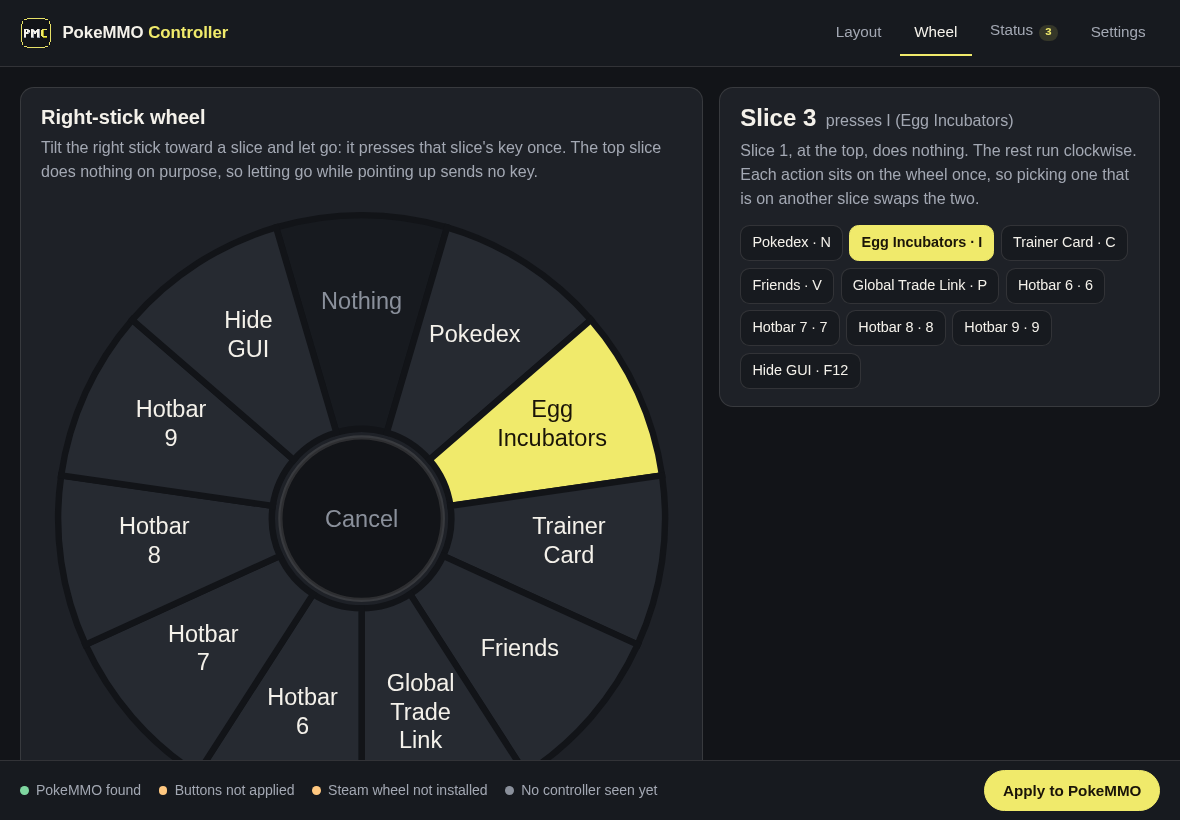 PMC PokeMMO Controller
Layout
Wheel
Status 3
Settings
Right-stick wheel
Tilt the right stick toward a slice and let go: it presses that slice's key once. The top slice
does nothing on purpose, so letting go while pointing up sends no key.
Nothing
Pokedex
Egg
Incubators
Trainer
Card
Friends
Global
Trade
Link
Hotbar
6
Hotbar
7
Hotbar
8
Hotbar
9
Hide
GUI
Cancel
Slice 3 presses I (Egg Incubators)
Slice 1, at the top, does nothing. The rest run clockwise.
Each action sits on the wheel once, so picking one that
is on another slice swaps the two.
Pokedex · N
Egg Incubators · I
Trainer Card · C
Friends · V
Global Trade Link · P
Hotbar 6 · 6
Hotbar 7 · 7
Hotbar 8 · 8
Hotbar 9 · 9
Hide GUI · F12
PokeMMO found
Buttons not applied
Steam wheel not installed
No controller seen yet
Apply to PokeMMO